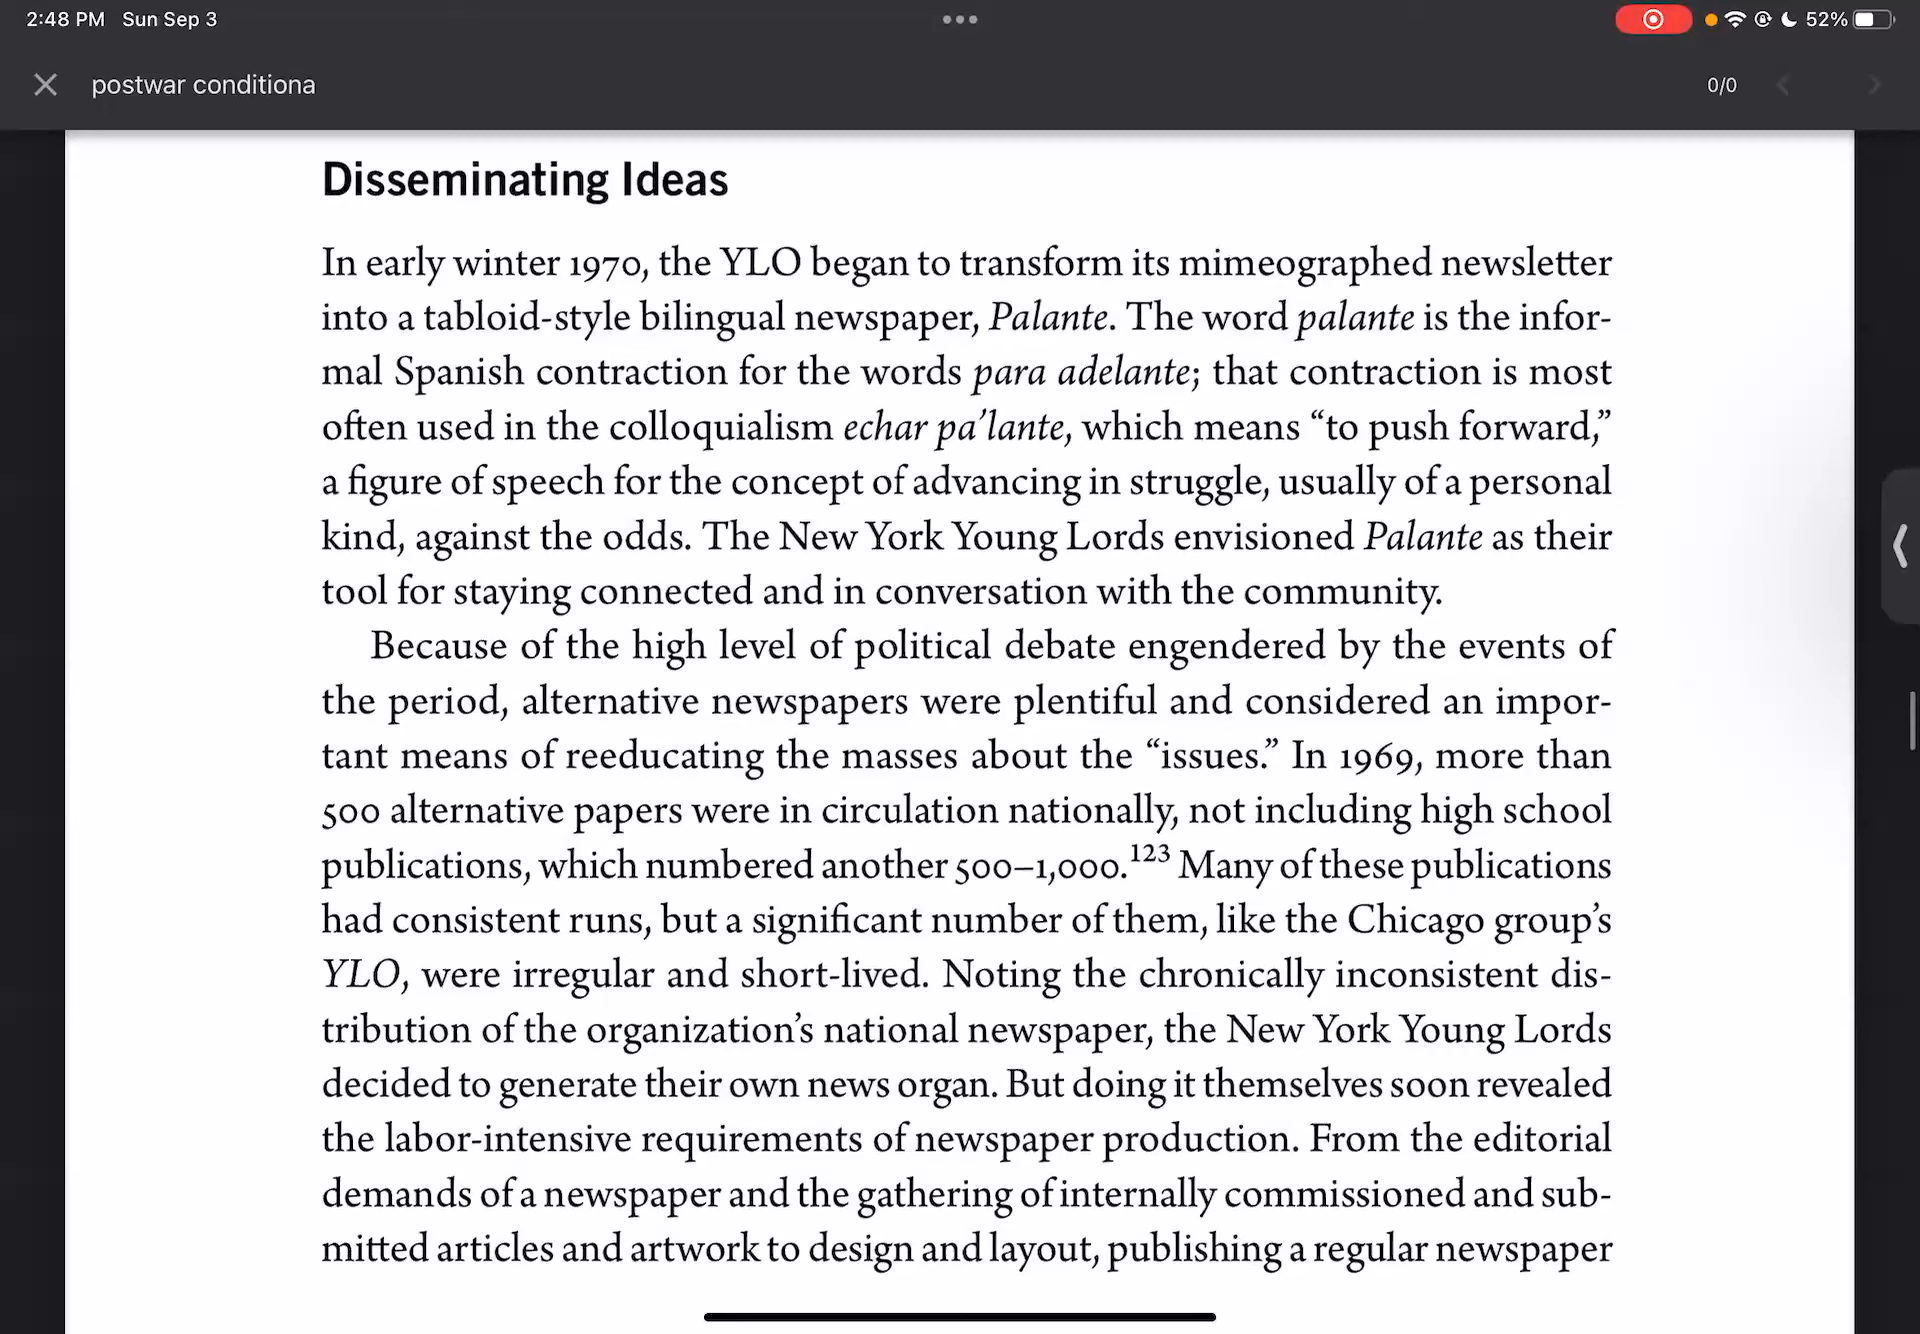 2:48 PM Sun Sep 3
52%
postwar conditiona
0/0
Disseminating Ideas
In early winter 1970, the YLO began to transform its mimeographed newsletter
into a tabloid-style bilingual newspaper, Palante. The word palante is the infor-
mal Spanish contraction for the words para adelante; that contraction is most
often used in the colloquialism echar pa’lante, which means “to push forward,”
a figure of speech for the concept of advancing in struggle, usually of a personal
kind, against the odds. The New York Young Lords envisioned Palante as their
tool for staying connected and in conversation with the community.
Because of the high level of political debate engendered by the events of
the period, alternative newspapers were plentiful and considered an impor-
tant means of reeducating the masses about the “issues.” In 1969, more than
500 alternative papers were in circulation nationally, not including high school
publications, which numbered another 500–1,000.123 Many of these publications
had consistent runs, but a significant number of them, like the Chicago group’s
YLO, were irregular and short-lived. Noting the chronically inconsistent dis-
tribution of the organization’s national newspaper, the New York Young Lords
decided to generate their own news organ. But doing it themselves soon revealed
the labor-intensive requirements of newspaper production. From the editorial
demands of a newspaper and the gathering of internally commissioned and sub-
mitted articles and artwork to design and layout, publishing a regular newspaper